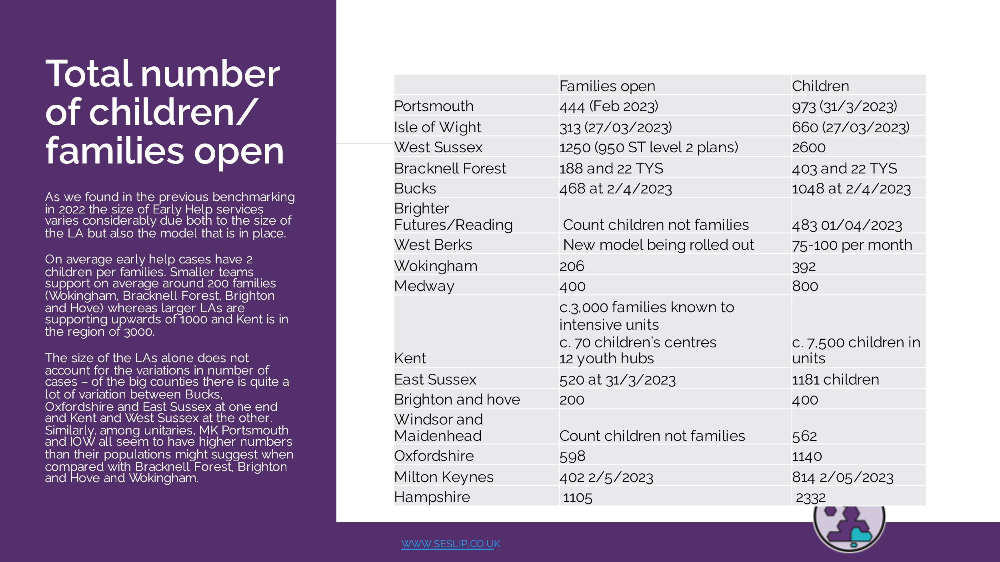 Total number
of children/
families open
As we found in the previous benchmarking
in 2022 the size of Early Help services
varies considerably due both to the size of
the LA but also the model that is in place.
On average early help cases have 2
children per families. Smaller teams
support on average around 200 families
(Wokingham, Bracknell Forest, Brighton
and Hove) whereas larger LAs are
supporting upwards of 1000 and Kent is in
the region of 3000.
The size of the LAs alone does not
account for the variations in number of
cases – of the big counties there is quite a
lot of variation between Bucks,
Oxfordshire and East Sussex at one end
and Kent and West Sussex at the other.
Similarly, among unitaries, MK Portsmouth
and IOW all seem to have higher numbers
than their populations might suggest when
compared with Bracknell Forest, Brighton
and Hove and Wokingham.
Families open Children
Portsmouth 444 (Feb 2023) 973 (31/3/2023)
Isle of Wight 313 (27/03/2023) 660 (27/03/2023)
West Sussex 1250 (950 ST level 2 plans) 2600
Bracknell Forest 188 and 22 TYS 403 and 22 TYS
Bucks 468 at 2/4/2023 1048 at 2/4/2023
Brighter
Futures/Reading Count children not families 483 01/04/2023
West Berks New model being rolled out 75-100 per month
Wokingham 206 392
Medway 400 800
c.3,000 families known to
intensive units
c. 70 children's centres c. 7,500 children in
Kent 12 youth hubs units
East Sussex 520 at 31/3/2023 1181 children
Brighton and hove 200 400
Windsor and
Maidenhead Count children not families 562
Oxfordshire 598 1140
Milton Keynes 402 2/5/2023 814 2/05/2023
Hampshire 1105 2332
WWW.SESLIP.CO.UK